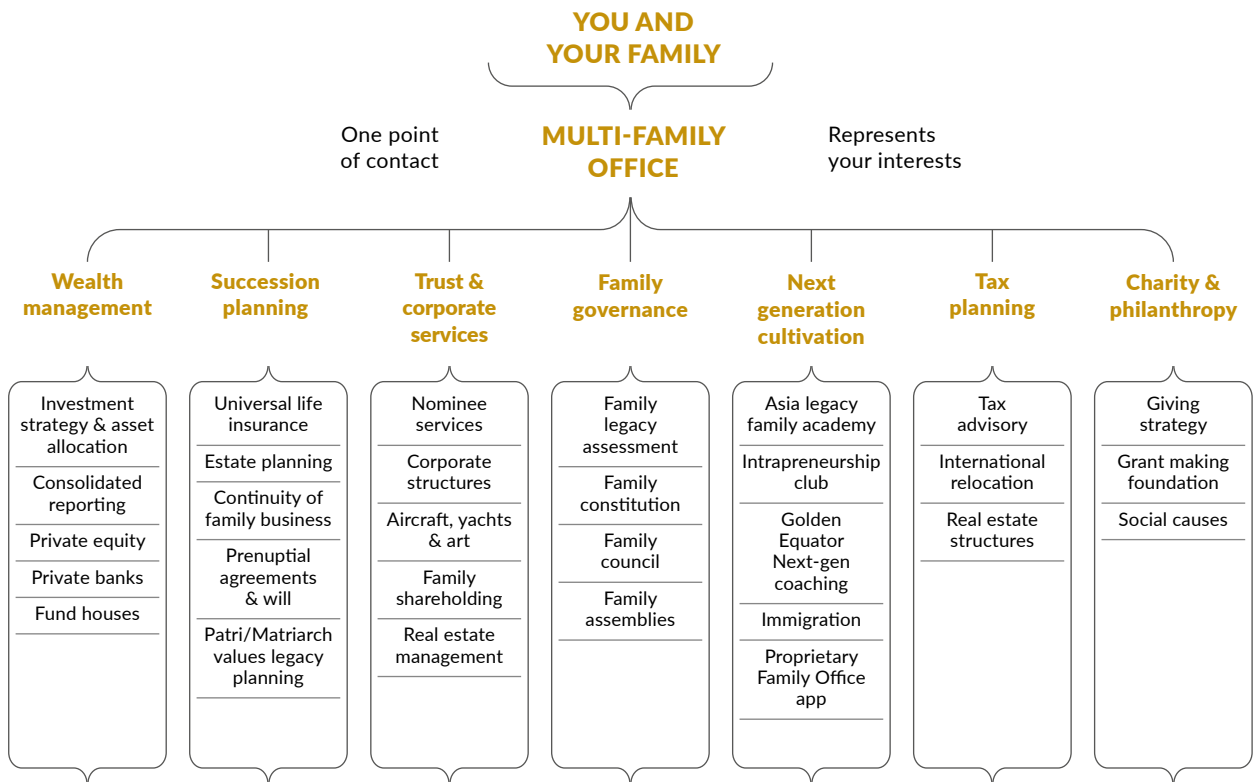 YOU AND
YOUR FAMILY
One point
of contact
MULTI-FAMILY
OFFICE
Represents
your interests
Wealth
management
Succession
planning
Trust &
corporate
services
Family
governance
Next
generation
cultivation
Tax
planning
Charity &
philanthropy
Investment
strategy & asset
allocation
Consolidated
reporting
Private equity
Private banks
Fund houses
Universal life
insurance
Estate planning
Continuity of
family business
Prenuptial
agreements
& will
Patri/Matriarch
values legacy
planning
Nominee
services
Corporate
structures
Aircraft, yachts
& art
Family
shareholding
Real estate
management
Family
legacy
assessment
Family
constitution
Family
council
Family
assemblies
Asia legacy
family academy
Intrapreneurship
club
Golden
Equator
Next-gen
coaching
Immigration
Proprietary
Family Office
app
Tax
advisory
International
relocation
Real estate
structures
Giving
strategy
Grant making
foundation
Social causes